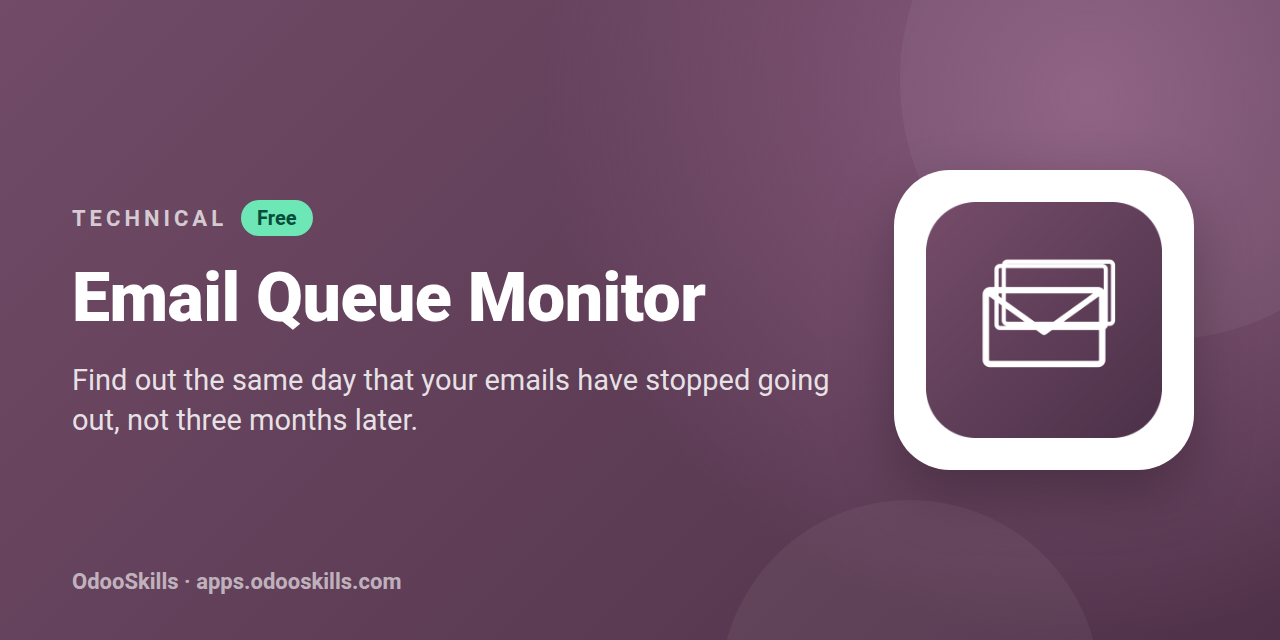 TECHNICAL Free
Email Queue Monitor
Find out the same day that your emails have stopped going
out, not three months later.
OdooSkills · apps.odooskills.com